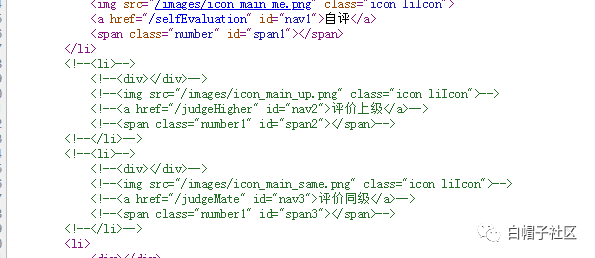 <img src="/images/icon_main_me.png" class="icon liIcon">
<a href="/selfEvaluation" id="nav1">自评</a>
<span class="number" id="span1"></span>
</li>
<!--<li>-->
<!--<div></div>-->
<!--<img src="/images/icon_main_up.png" class="icon liIcon">-->
<!--<a href="/judgeHigher" id="nav2">评价上级</a>-->
<!--<span class="number1" id="span2"></span>-->
<!--</li>-->
<!--<li>-->
<!--<div></div>-->
<!--<img src="/images/icon_main_same.png" class="icon liIcon">-->
<!--<a href="/judgeMate" id="nav3">评价同级</a>-->
<!--<span class="number1" id="span3"></span>-->
<!--</li>-->
<li>
<div></div>
白帽子社区